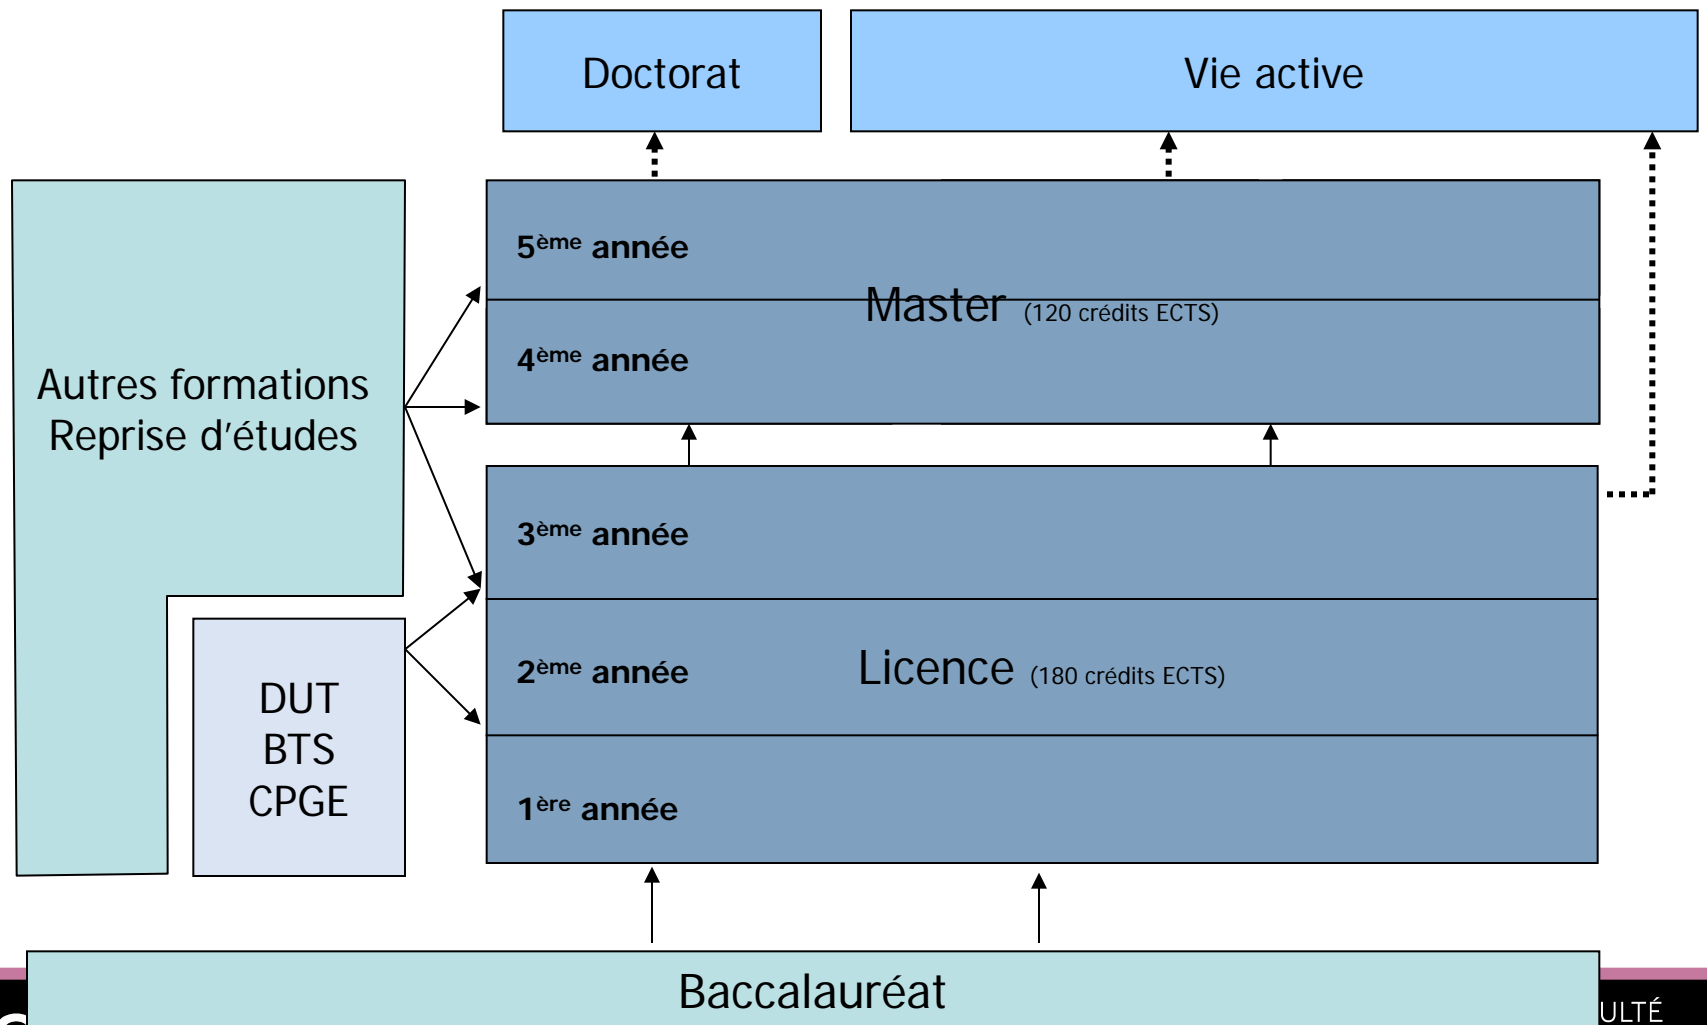 Doctorat
Vie active
5ème année
Master (120 crédits ECTS)
4ème année
Autres formations
Reprise d'études
3ème année
2ème année
Licence (180 crédits ECTS)
DUT
BTS
CPGE
1ère année
Baccalauréat
ULTÉ